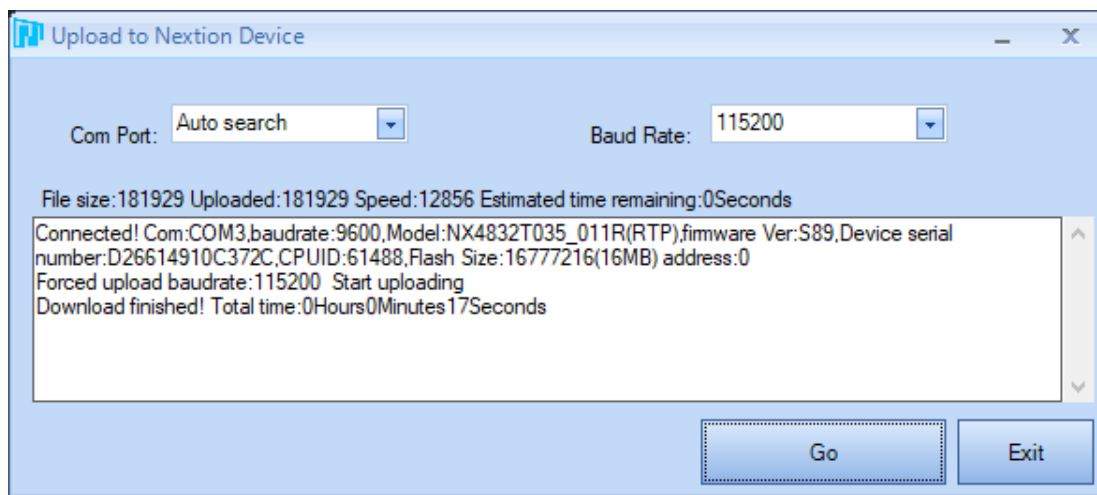 Upload to Nextion Device
Com Port: Auto search Baud Rate: 115200
File size:181929 Uploaded:181929 Speed:12856 Estimated time remaining:0Seconds
Connected! Com:COM3,baudrate:9600,Model:NX4832T035_011R(RTP),firmware Ver:S89,Device serial
number:D26614910C372C,CPUID:61488,Flash Size:16777216(16MB) address:0
Forced upload baudrate:115200  Start uploading
Download finished! Total time:0Hours0Minutes17Seconds
Go Exit